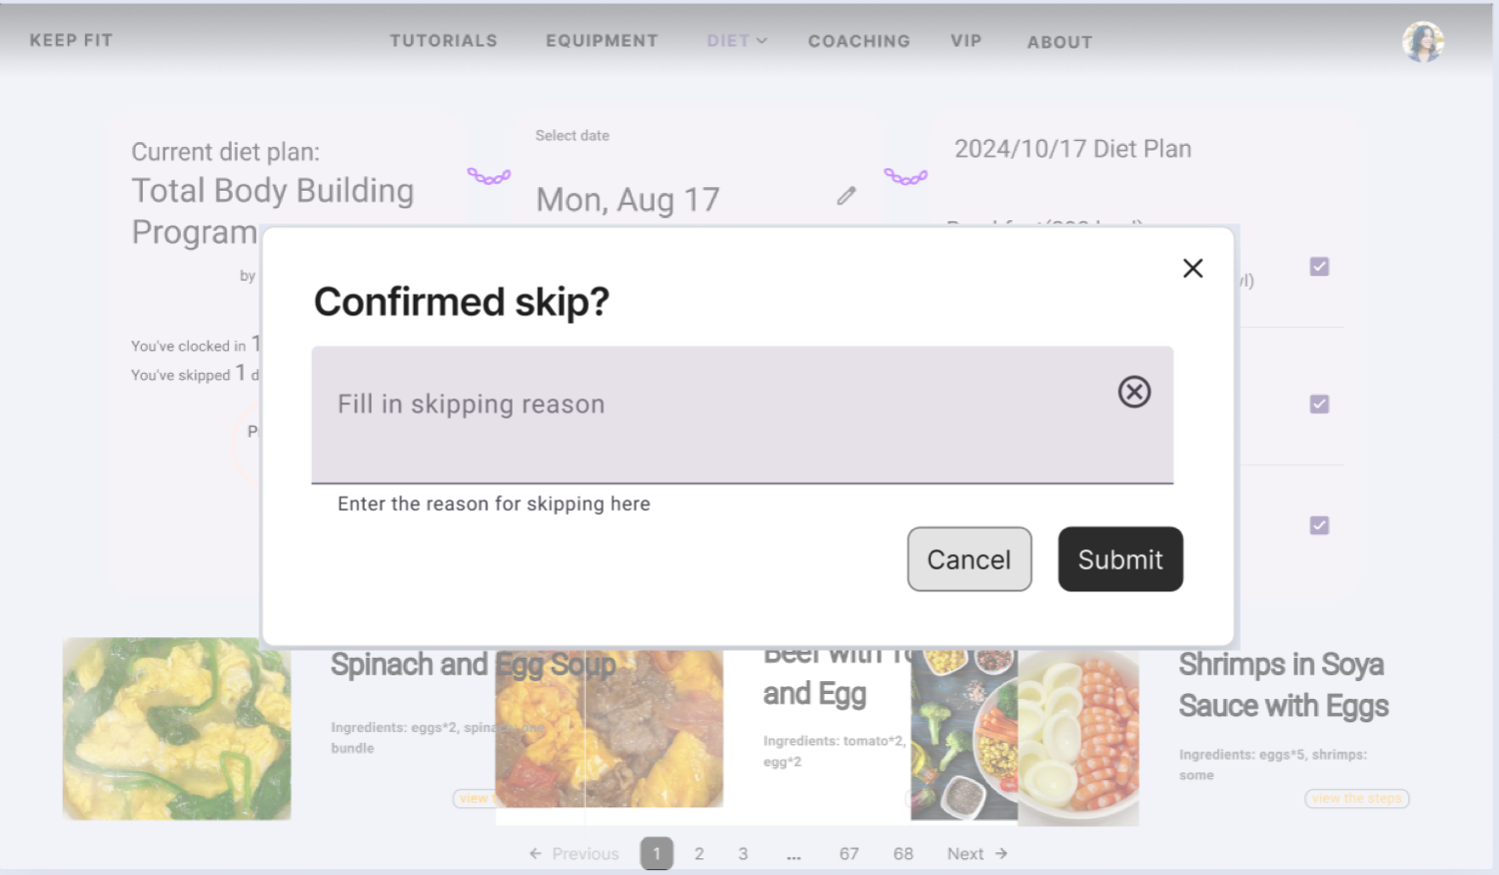 KEEP FIT
TUTORIALS
EQUIPMENT
DIET
COACHING
VIP
ABOUT
Current diet plan:
Total Body Building
Program
by
You've clocked in 1
You've skipped 1 d
Select date
Mon, Aug 17
2024/10/17 Diet Plan
Confirmed skip?
Fill in skipping reason
Enter the reason for skipping here
Cancel
Submit
Spinach and Egg Soup
Ingredients: eggs*2, spinach one
bundle
view
Beef with
and Egg
Ingredients: tomato*2,
egg*2
Shrimps in Soya
Sauce with Eggs
Ingredients: eggs*5, shrimps:
some
view the steps
← Previous 1 2 3 ... 67 68 Next →